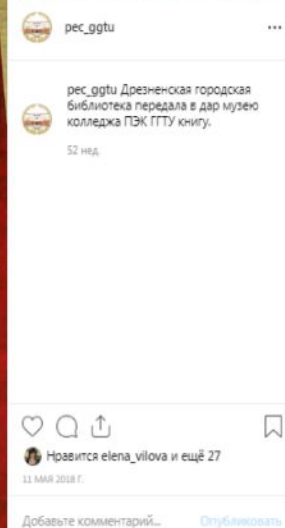 pec_ggtu
pec_ggtu Дрезненская городская
библиотека передала в дар музею
колледжа ПЭК ГГТУ книгу.
52 нед.
Нравится elena_vilova и ещё 27
11 МАЯ 2018 Г.
Добавьте комментарий... Опубликовать